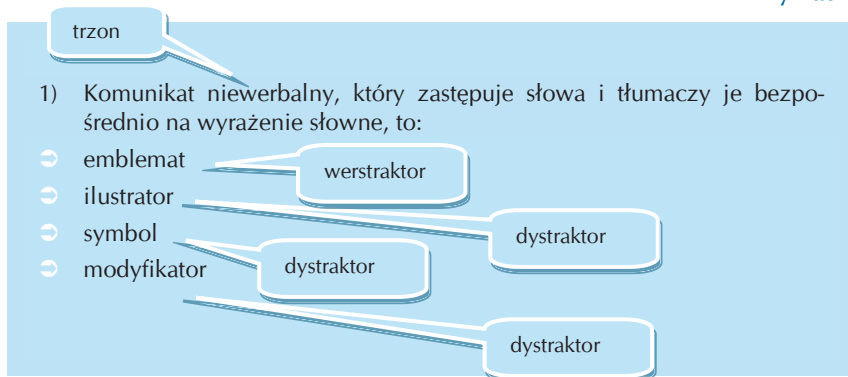 trzon
1) Komunikat niewerbalny, który zastępuje słowa i tłumaczy je bezpo-
średnio na wyrażenie słowne, to:
emblemat
werstraktor
ilustrator
dystraktor
symbol
dystraktor
modyfikator
dystraktor